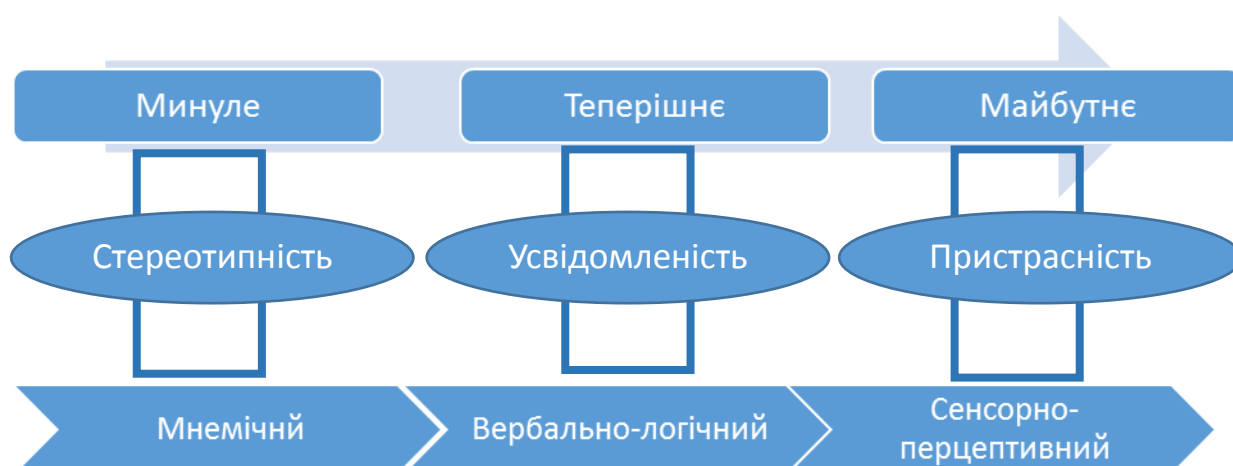 Минуле
Теперішнє
Майбутнє
Стереотипність
Усвідомленість
Пристрасність
Мнемічнй
Вербально-логічний
Сенсорно-
перцептивний